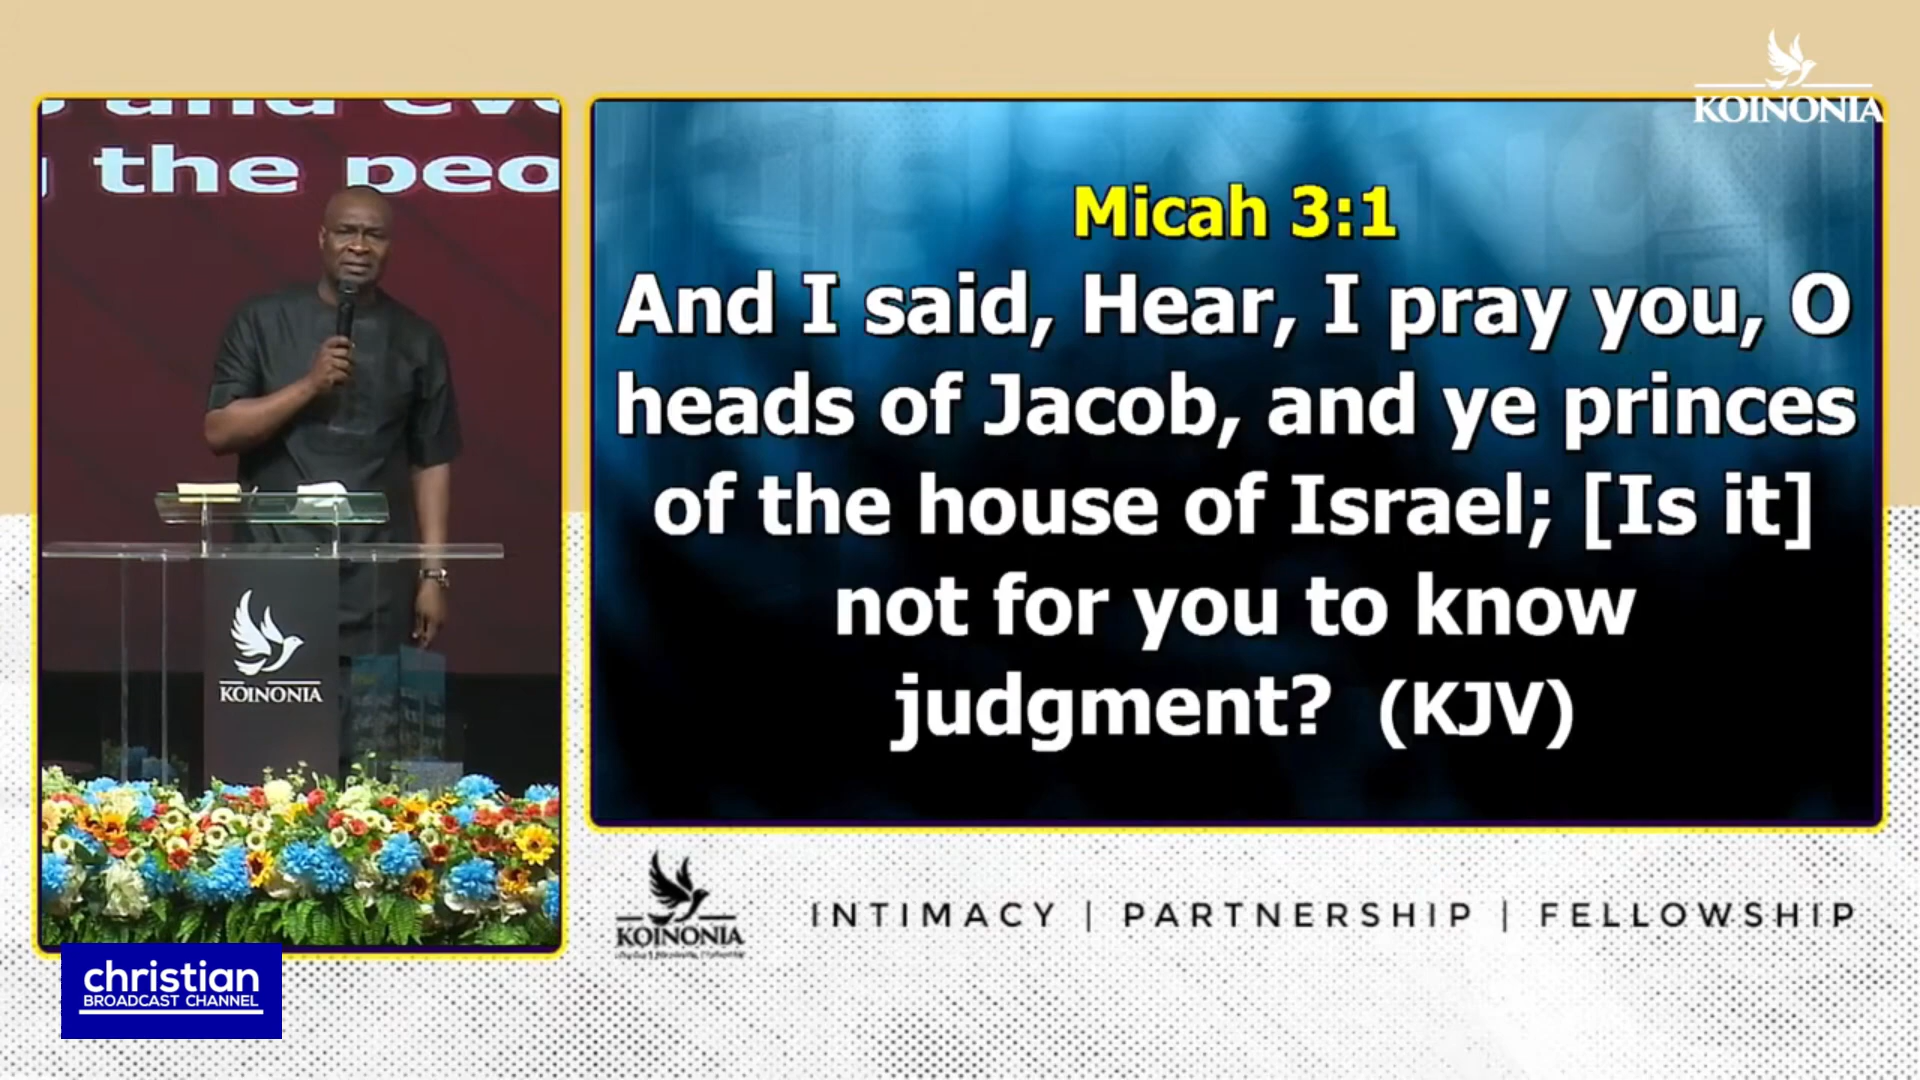 KOINONIA
the peo
Micah 3:1
And I said, Hear, I pray you, O
heads of Jacob, and ye princes
of the house of Israel; [Is it]
not for you to know
judgment? (KJV)
KOINONIA
KOINONIA
INTIMACY | PARTNERSHIP | FELLOWSHIP
christian
BROADCAST CHANNEL